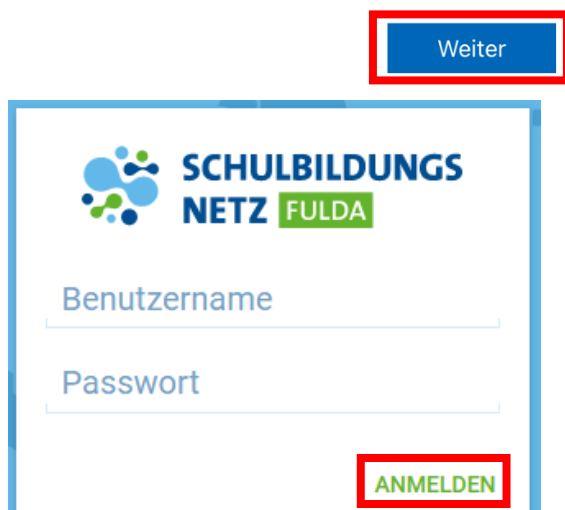 Weiter
SCHULBILDUNGS
NETZ FULDA
Benutzername
Passwort
ANMELDEN